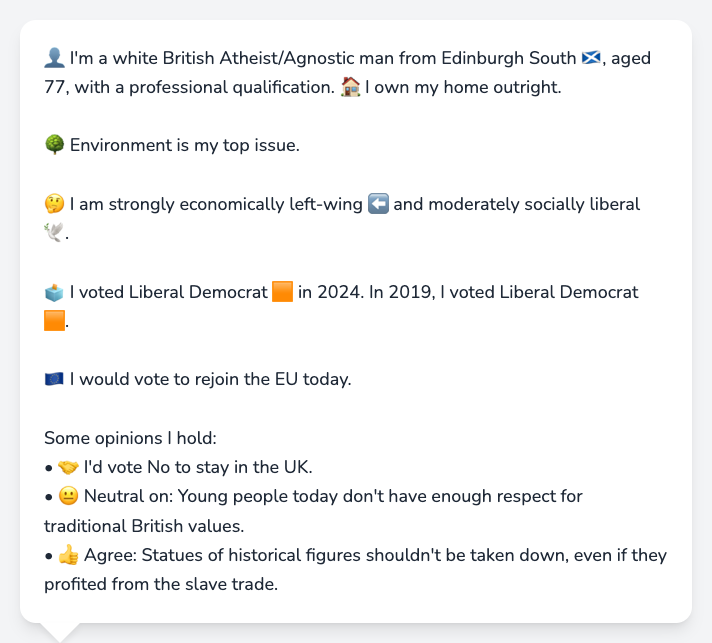 👤 I'm a white British Atheist/Agnostic man from Edinburgh South 🏴󠁧󠁢󠁳󠁣󠁴󠁿, aged
77, with a professional qualification. 🏠 I own my home outright.
🌳 Environment is my top issue.
🤔 I am strongly economically left-wing ⬅️ and moderately socially liberal
🕊️.
🗳️ I voted Liberal Democrat 🟧 in 2024. In 2019, I voted Liberal Democrat
🟧.
🇪🇺 I would vote to rejoin the EU today.
Some opinions I hold:
• 🤝 I'd vote No to stay in the UK.
• 😐 Neutral on: Young people today don't have enough respect for
traditional British values.
• 👍 Agree: Statues of historical figures shouldn't be taken down, even if they
profited from the slave trade.